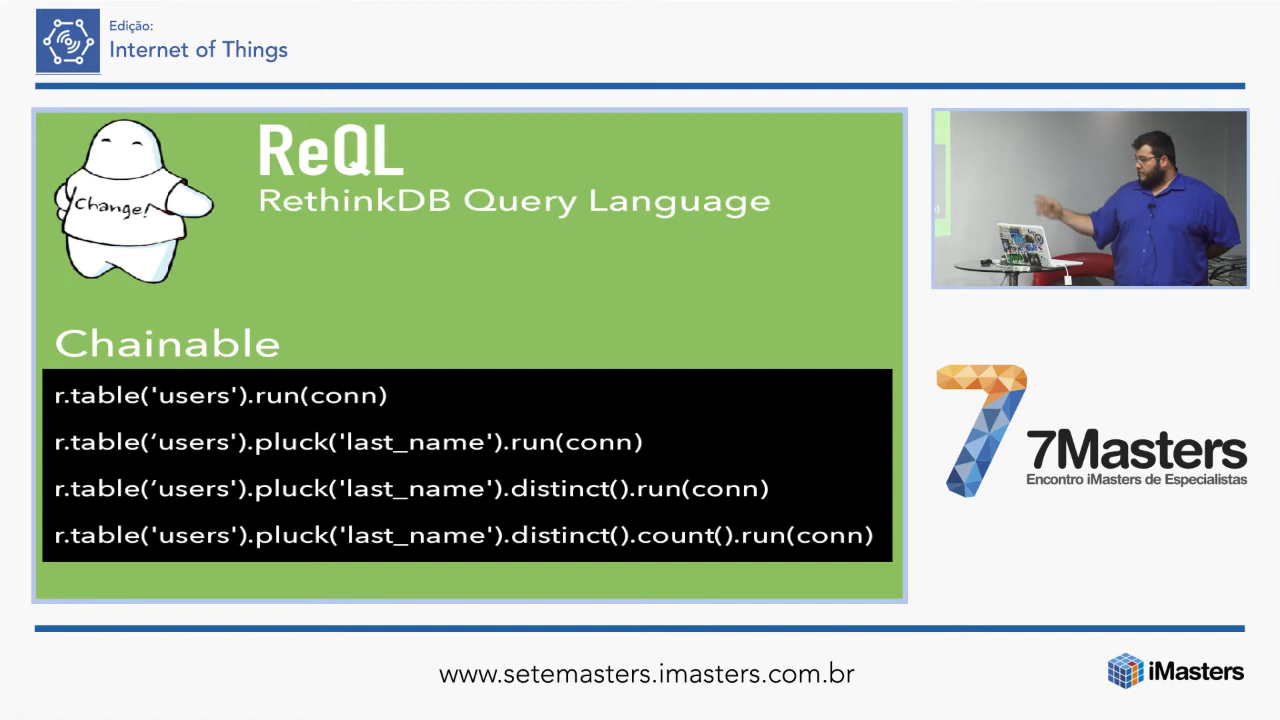 Edição:
Internet of Things
ReQL
RethinkDB Query Language
Change!
Chainable
r.table('users').run(conn)
r.table(‘users').pluck('last_name').run(conn)
r.table(‘users').pluck('last_name').distinct().run(conn)
r.table('users').pluck('last_name').distinct().count().run(conn)
7
7Masters
Encontro iMasters de Especialistas
www.setemasters.imasters.com.br
iMasters